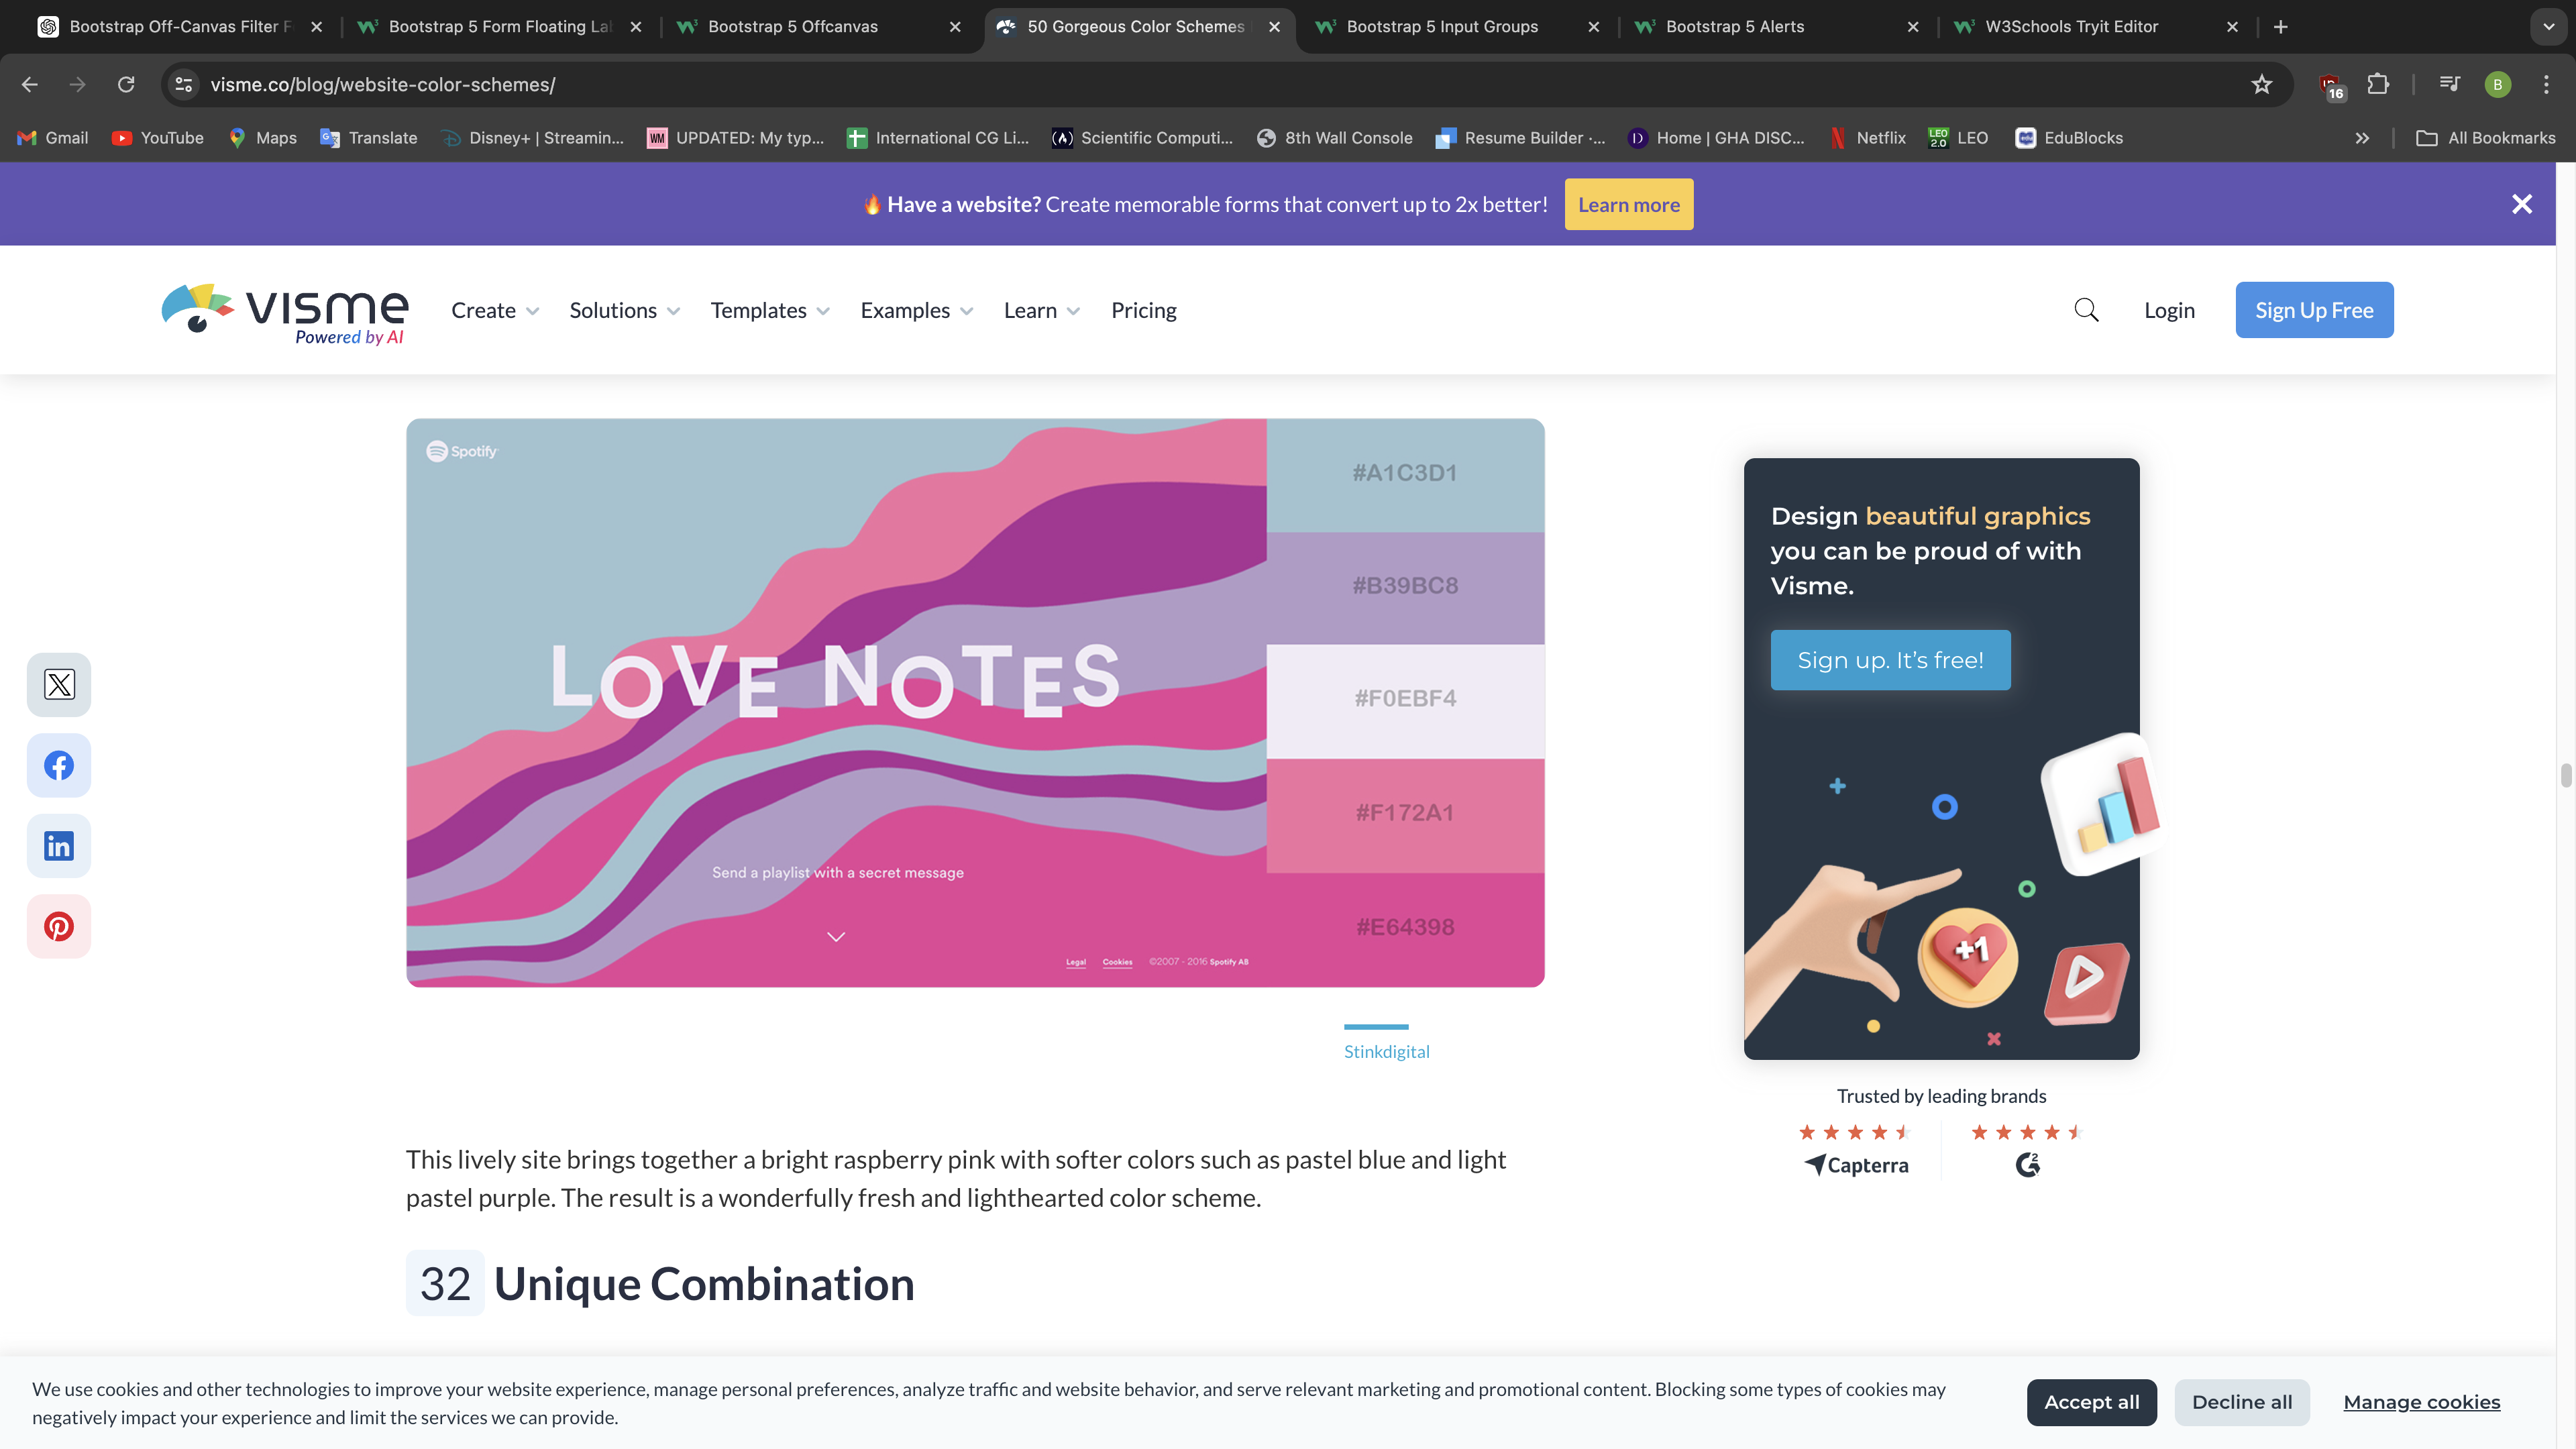 Bootstrap Off-Canvas Filter F
Bootstrap 5 Form Floating La
Bootstrap 5 Offcanvas
50 Gorgeous Color Schemes
Bootstrap 5 Input Groups
Bootstrap 5 Alerts
W3Schools Tryit Editor
visme.co/blog/website-color-schemes/
16
B
Gmail
YouTube
Maps
Translate
Disney+ | Streamin...
UPDATED: My typ...
International CG Li...
Scientific Computi...
8th Wall Console
Resume Builder ·...
Home | GHA DISC...
Netflix
LEO
EduBlocks
All Bookmarks
Have a website? Create memorable forms that convert up to 2x better!
Learn more
visme
Powered by AI
Create
Solutions
Templates
Examples
Learn
Pricing
Login
Sign Up Free
Spotify
LOVE NOTES
Send a playlist with a secret message
Legal
Cookies
©2007 - 2016 Spotify AB
#A1C3D1
#B39BC8
#F0EBF4
#F172A1
#E64398
Stinkdigital
Design beautiful graphics
you can be proud of with
Visme.
Sign up. It’s free!
+1
Trusted by leading brands
Capterra
G2
This lively site brings together a bright raspberry pink with softer colors such as pastel blue and light
pastel purple. The result is a wonderfully fresh and lighthearted color scheme.
32 Unique Combination
We use cookies and other technologies to improve your website experience, manage personal preferences, analyze traffic and website behavior, and serve relevant marketing and promotional content. Blocking some types of cookies may
negatively impact your experience and limit the services we can provide.
Accept all
Decline all
Manage cookies